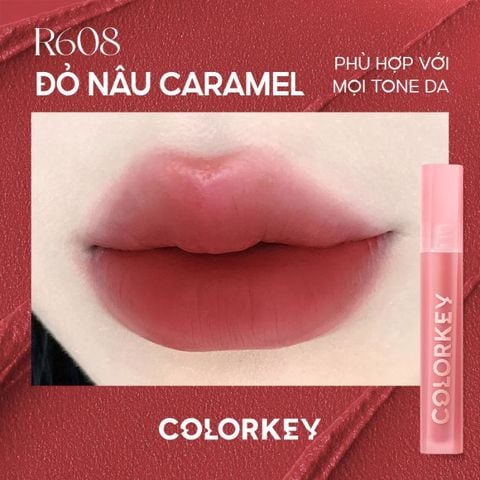 R608
ĐỎ NÂU CARAMEL
PHÙ HỢP VỚI
MỌI TONE DA
COLORKEY
COLORKEY